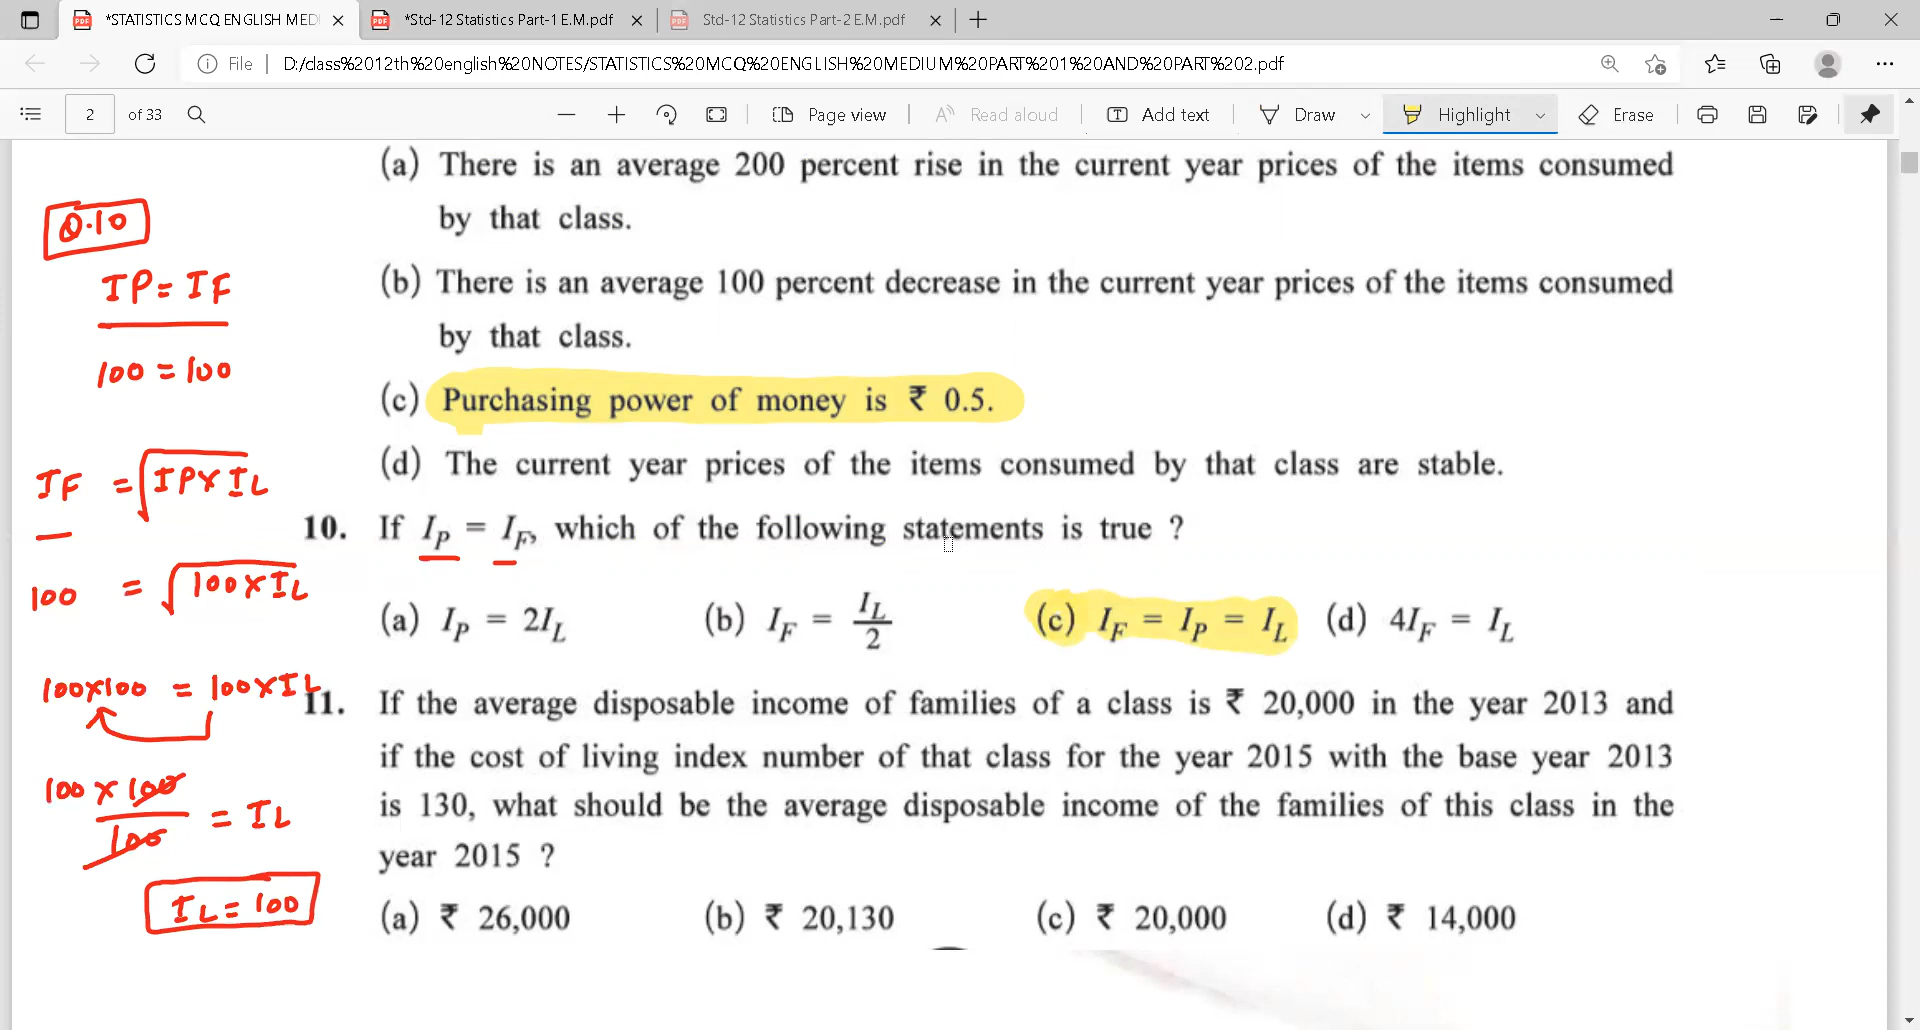 *STATISTICS MCQ ENGLISH MED
*Std-12 Statistics Part-1 E.M.pdf
Std-12 Statistics Part-2 E.M.pdf
File
D:/class%2012th%20english%20NOTES/STATISTICS%20MCQ%20ENGLISH%20MEDIUM%20PART%201%20AND%20PART%202.pdf
2 of 33
Page view
Read aloud
Add text
Draw
Highlight
Erase
(a) There is an average 200 percent rise in the current year prices of the items consumed
by that class.
(b) There is an average 100 percent decrease in the current year prices of the items consumed
by that class.
(c) Purchasing power of money is ₹ 0.5.
(d) The current year prices of the items consumed by that class are stable.
10. If I_P = I_F, which of the following statements is true ?
(a) I_P = 2I_L (b) I_F = I_L/2 (c) I_F = I_P = I_L (d) 4I_F = I_L
11. If the average disposable income of families of a class is ₹ 20,000 in the year 2013 and
if the cost of living index number of that class for the year 2015 with the base year 2013
is 130, what should be the average disposable income of the families of this class in the
year 2015 ?
(a) ₹ 26,000 (b) ₹ 20,130 (c) ₹ 20,000 (d) ₹ 14,000
Q.10
IP = IF
100 = 100
IF = √IP x IL
100 = √100 x IL
100x100 = 100 x IL
100 x 100 / 100 = IL
IL = 100